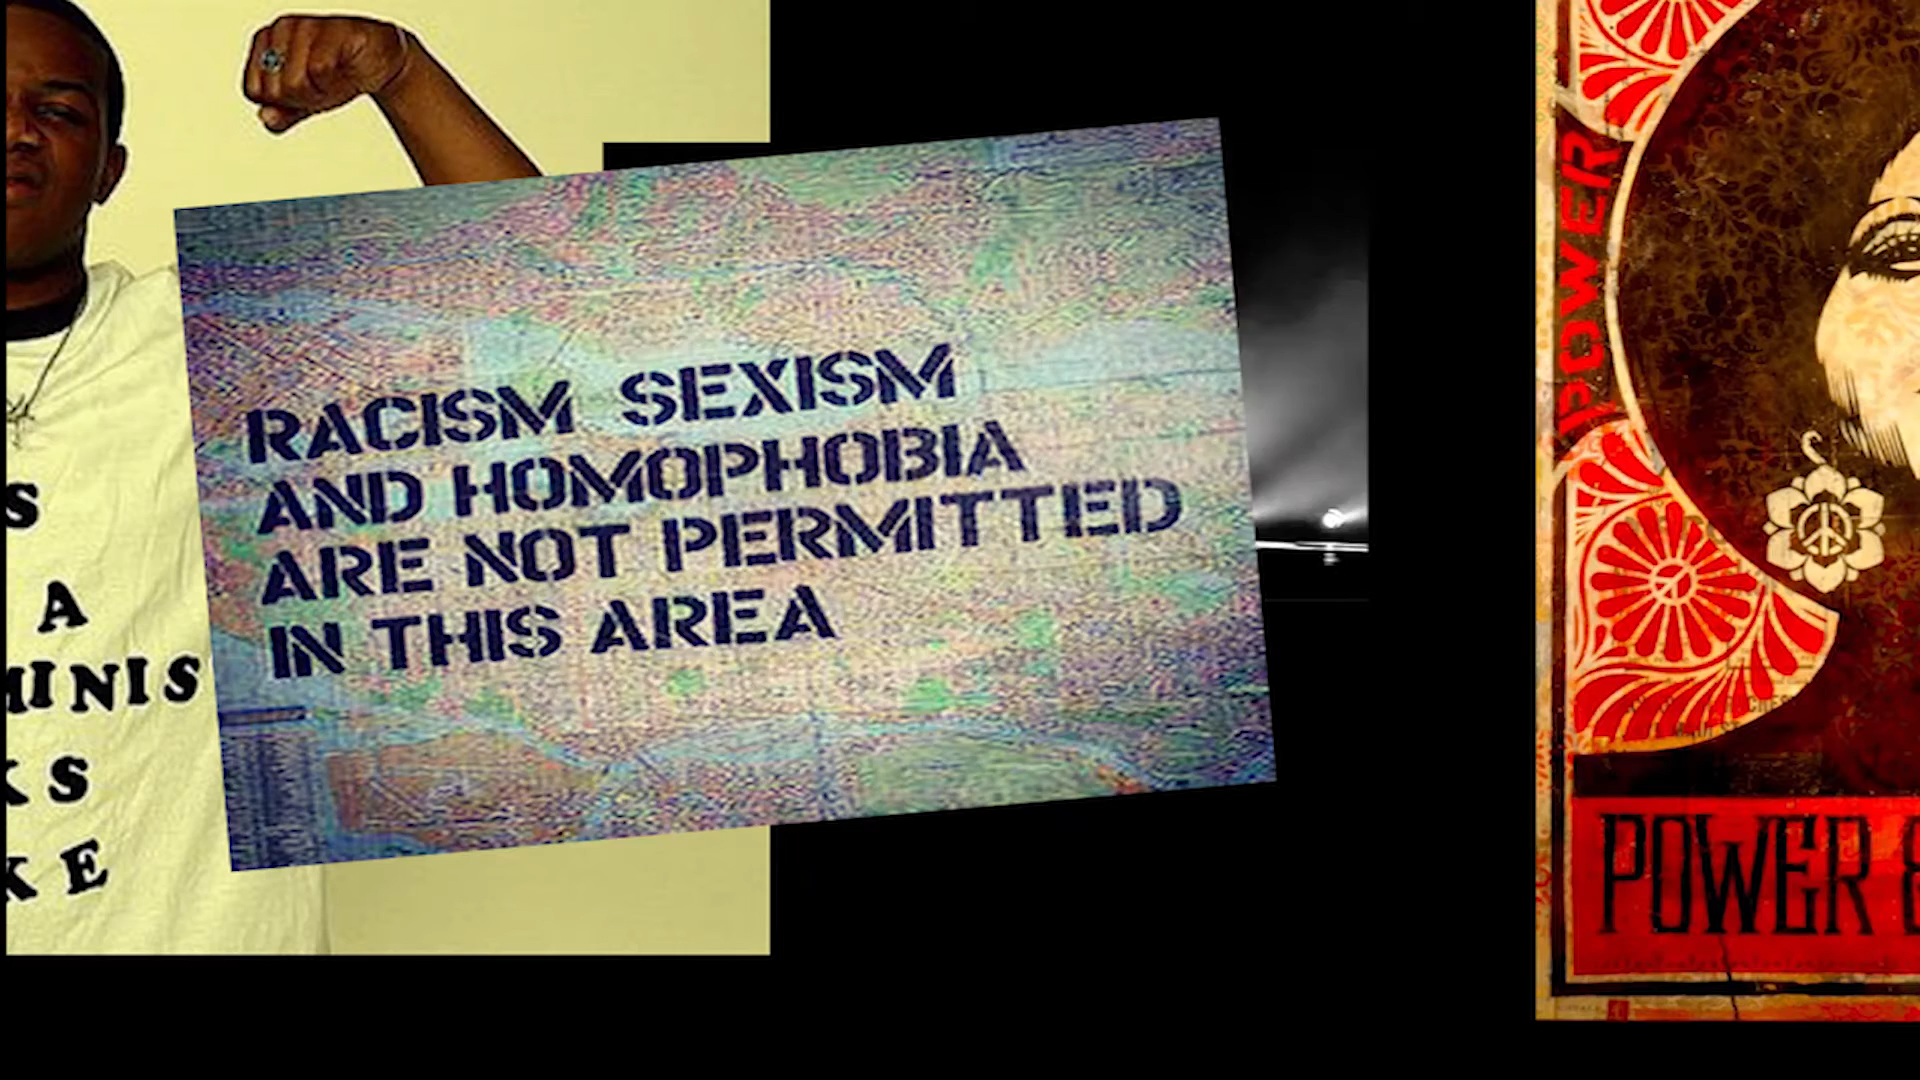 S
A
MINIS
KS
KE
RACISM SEXISM
AND HOMOPHOBIA
ARE NOT PERMITTED
IN THIS AREA
POWER
POWER &